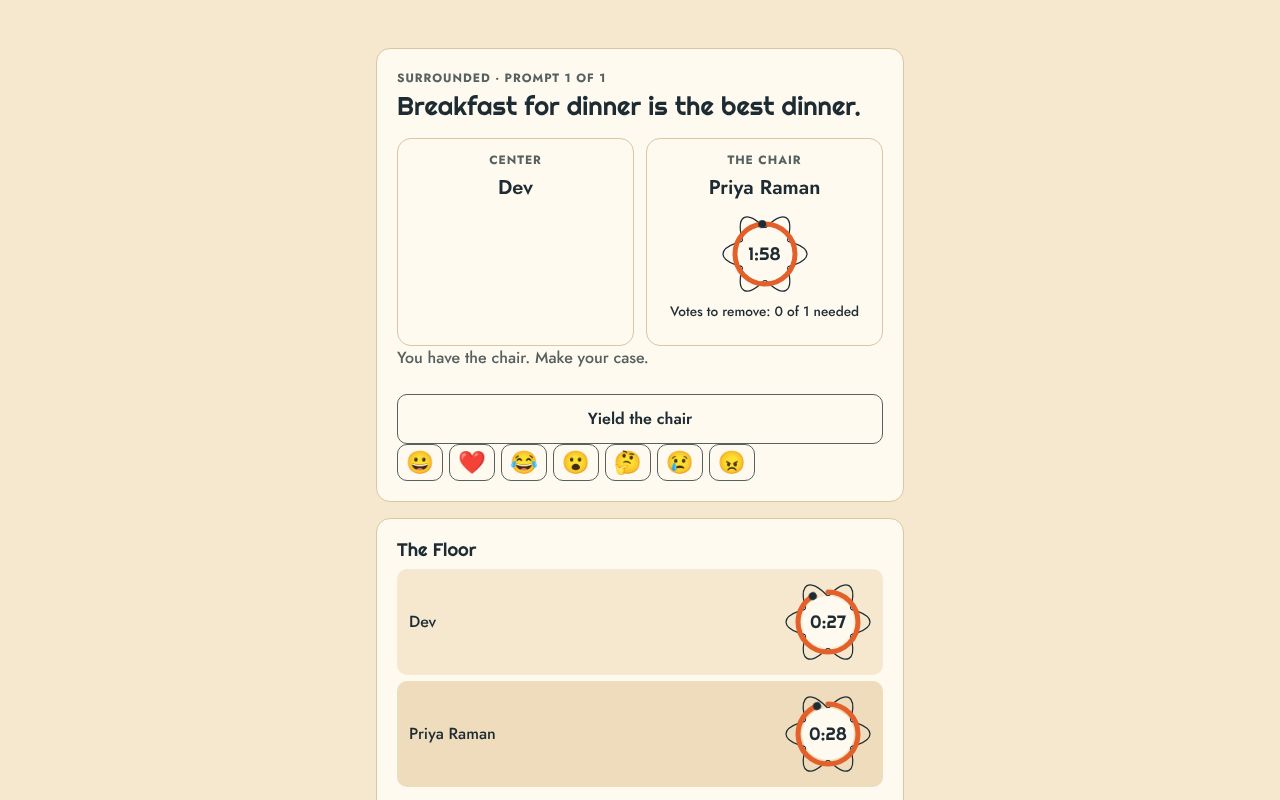 SURROUNDED · PROMPT 1 OF 1
Breakfast for dinner is the best dinner.
CENTER
Dev
THE CHAIR
Priya Raman
1:58
Votes to remove: 0 of 1 needed
You have the chair. Make your case.
Yield the chair
The Floor
Dev
0:27
Priya Raman
0:28